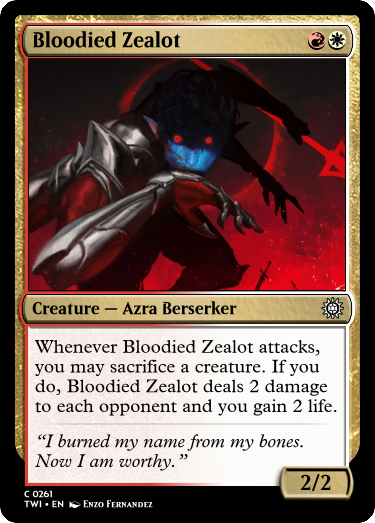 Bloodied Zealot
Creature — Azra Berserker
Whenever Bloodied Zealot attacks,
you may sacrifice a creature. If you
do, Bloodied Zealot deals 2 damage
to each opponent and you gain 2 life.
“I burned my name from my bones.
Now I am worthy.”
2/2
C 0261
TWI • EN Enzo Fernandez